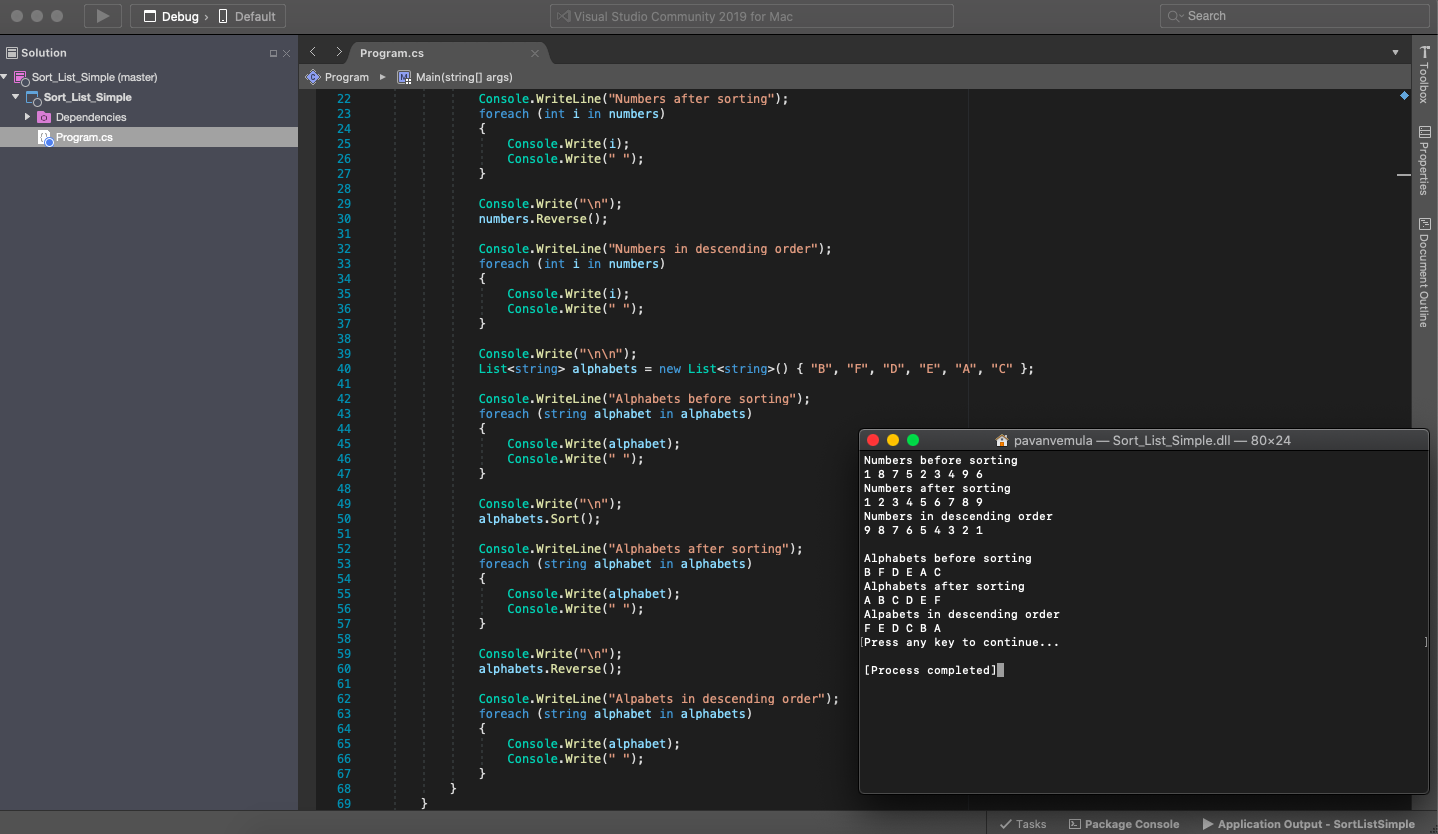 Debug › Default
Visual Studio Community 2019 for Mac
Search
Solution
Sort_List_Simple (master)
Sort_List_Simple
Dependencies
Program.cs
Program.cs
Program
Main(string[] args)
22 Console.WriteLine("Numbers after sorting");
23 foreach (int i in numbers)
24 {
25 Console.Write(i);
26 Console.Write(" ");
27 }
28
29 Console.Write("\n");
30 numbers.Reverse();
31
32 Console.WriteLine("Numbers in descending order");
33 foreach (int i in numbers)
34 {
35 Console.Write(i);
36 Console.Write(" ");
37 }
38
39 Console.Write("\n\n");
40 List<string> alphabets = new List<string>() { "B", "F", "D", "E", "A", "C" };
41
42 Console.WriteLine("Alphabets before sorting");
43 foreach (string alphabet in alphabets)
44 {
45 Console.Write(alphabet);
46 Console.Write(" ");
47 }
48
49 Console.Write("\n");
50 alphabets.Sort();
51
52 Console.WriteLine("Alphabets after sorting");
53 foreach (string alphabet in alphabets)
54 {
55 Console.Write(alphabet);
56 Console.Write(" ");
57 }
58
59 Console.Write("\n");
60 alphabets.Reverse();
61
62 Console.WriteLine("Alpabets in descending order");
63 foreach (string alphabet in alphabets)
64 {
65 Console.Write(alphabet);
66 Console.Write(" ");
67 }
68 }
69 }
Toolbox
Properties
Document Outline
pavanvemula — Sort_List_Simple.dll — 80×24
Numbers before sorting
1 8 7 5 2 3 4 9 6
Numbers after sorting
1 2 3 4 5 6 7 8 9
Numbers in descending order
9 8 7 6 5 4 3 2 1
Alphabets before sorting
B F D E A C
Alphabets after sorting
A B C D E F
Alpabets in descending order
F E D C B A
[Press any key to continue... ]
[Process completed]
Tasks
Package Console
Application Output - SortListSimple